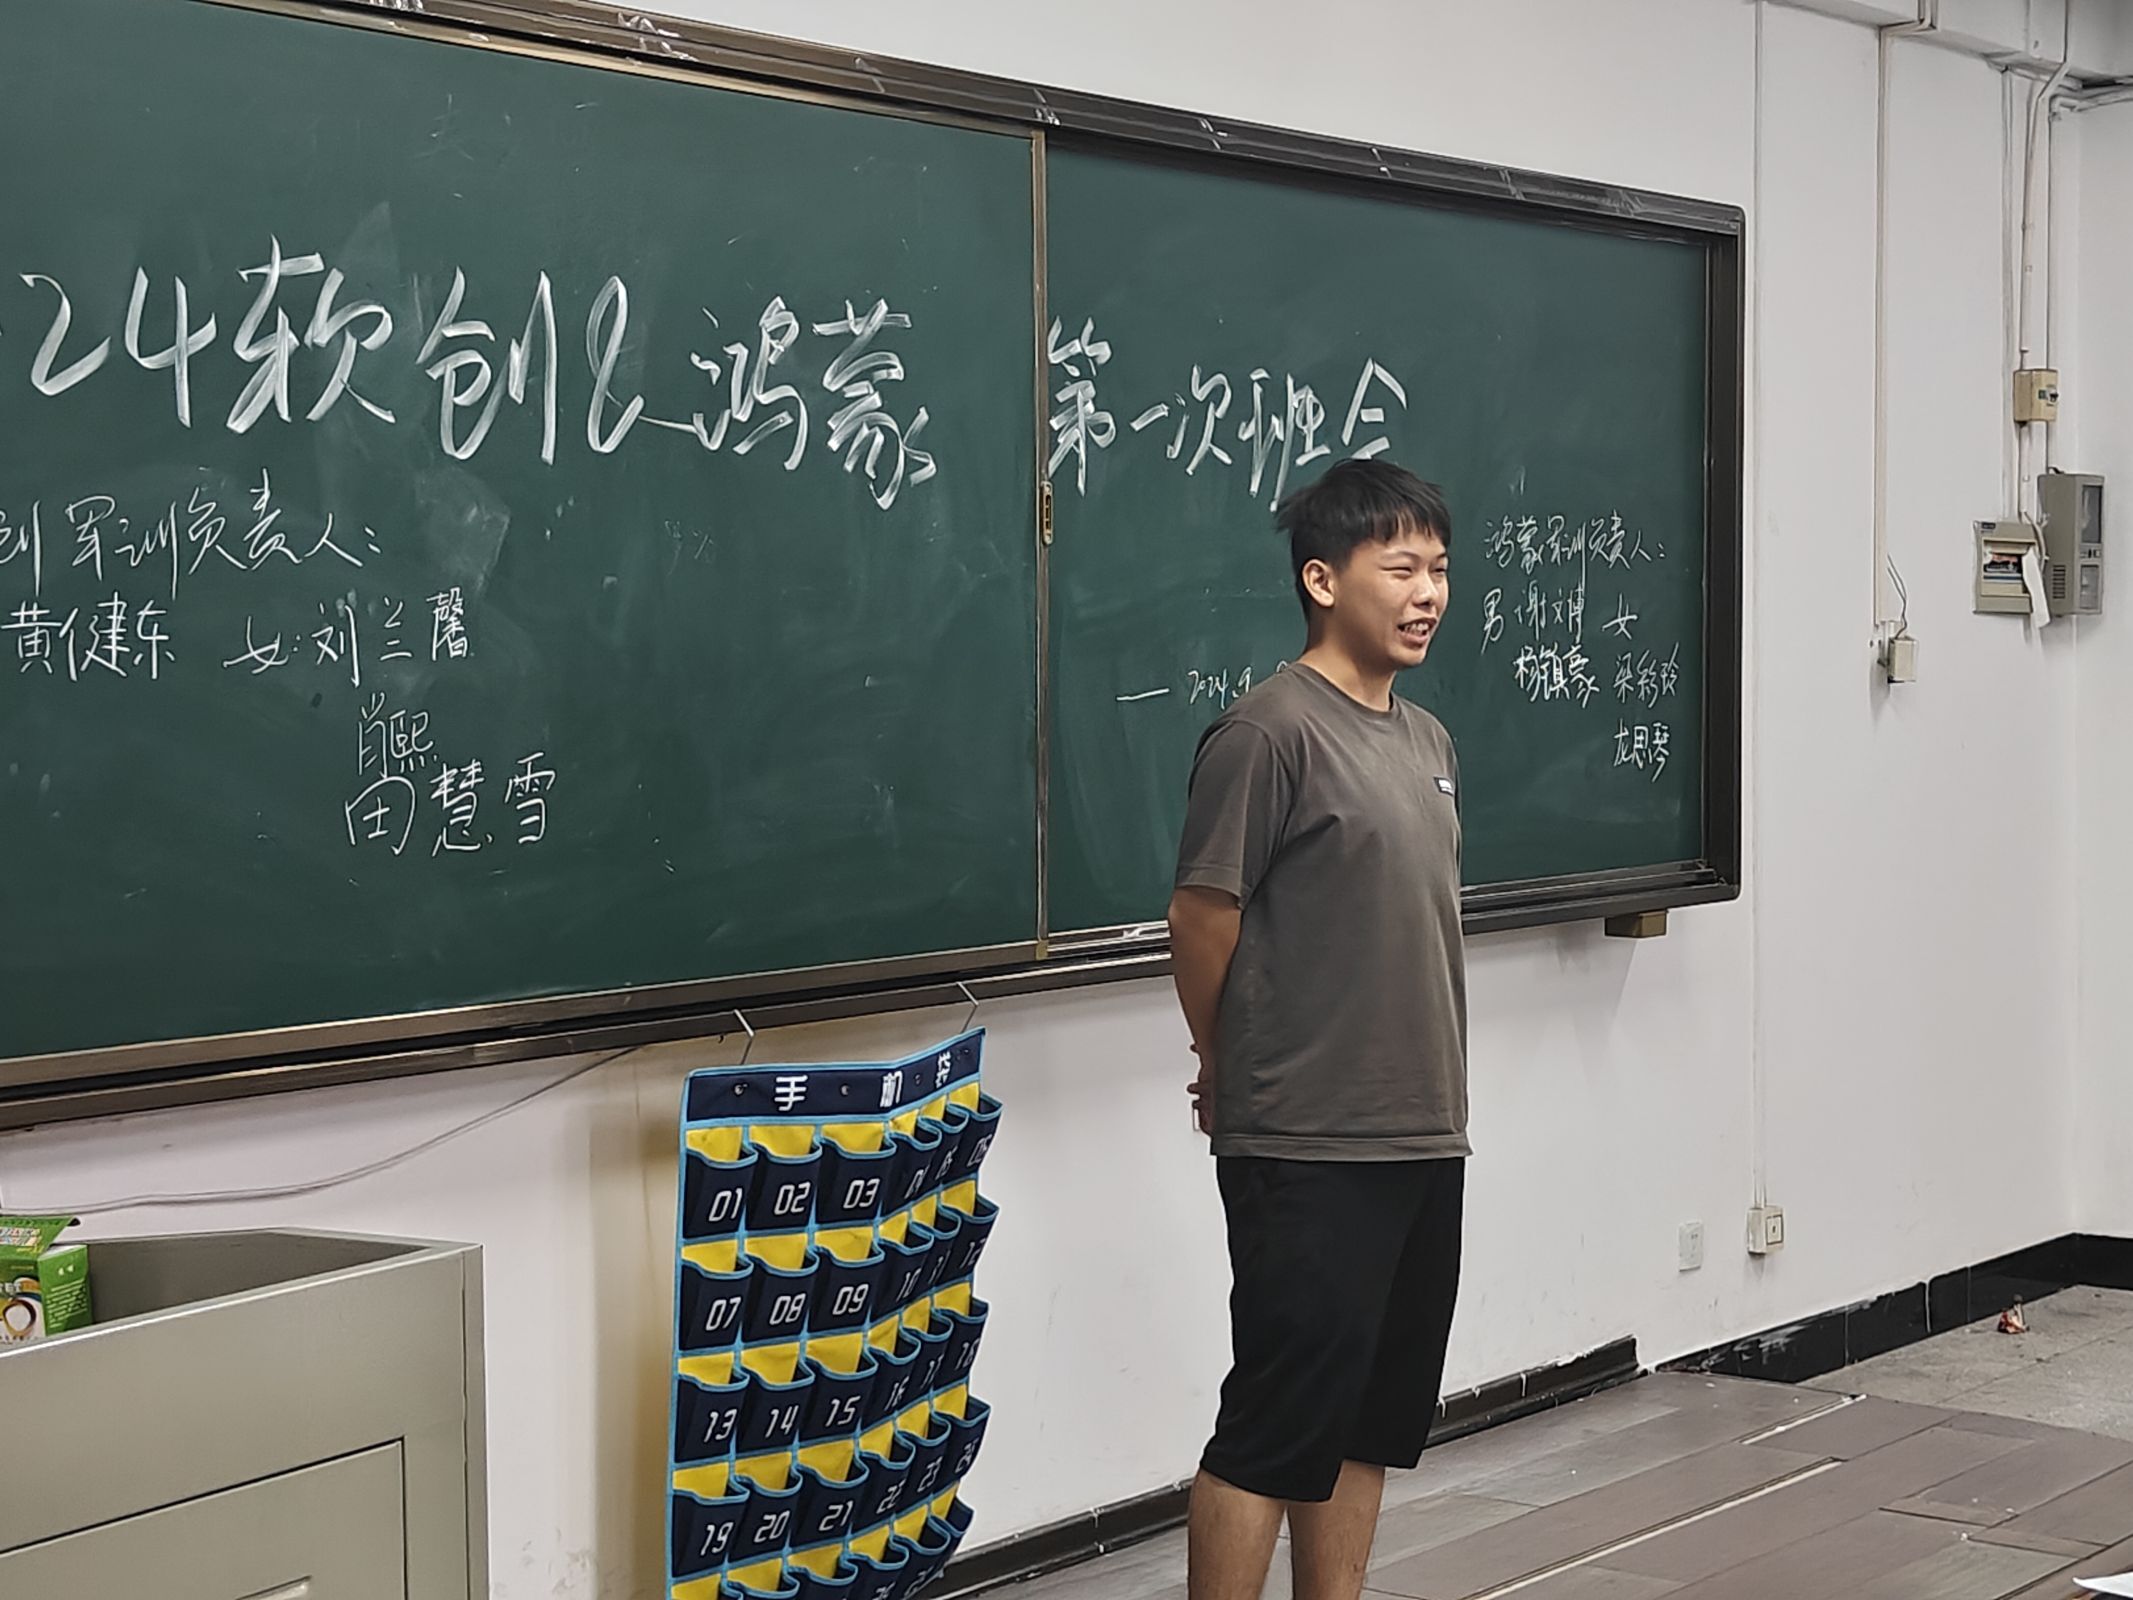 24软创&鸿蒙 第一次班会
创军训负责人:
黄健东 女:刘兰馨
肖熙
田慧雪
鸿蒙军训负责人:
男 谢文博 女
杨镇豪 梁彩玲
龙思琴
— 2024.9
手机袋
01 02 03 04 05 06
07 08 09 10 11 12
13 14 15 16 17 18
19 20 21 22 23 24